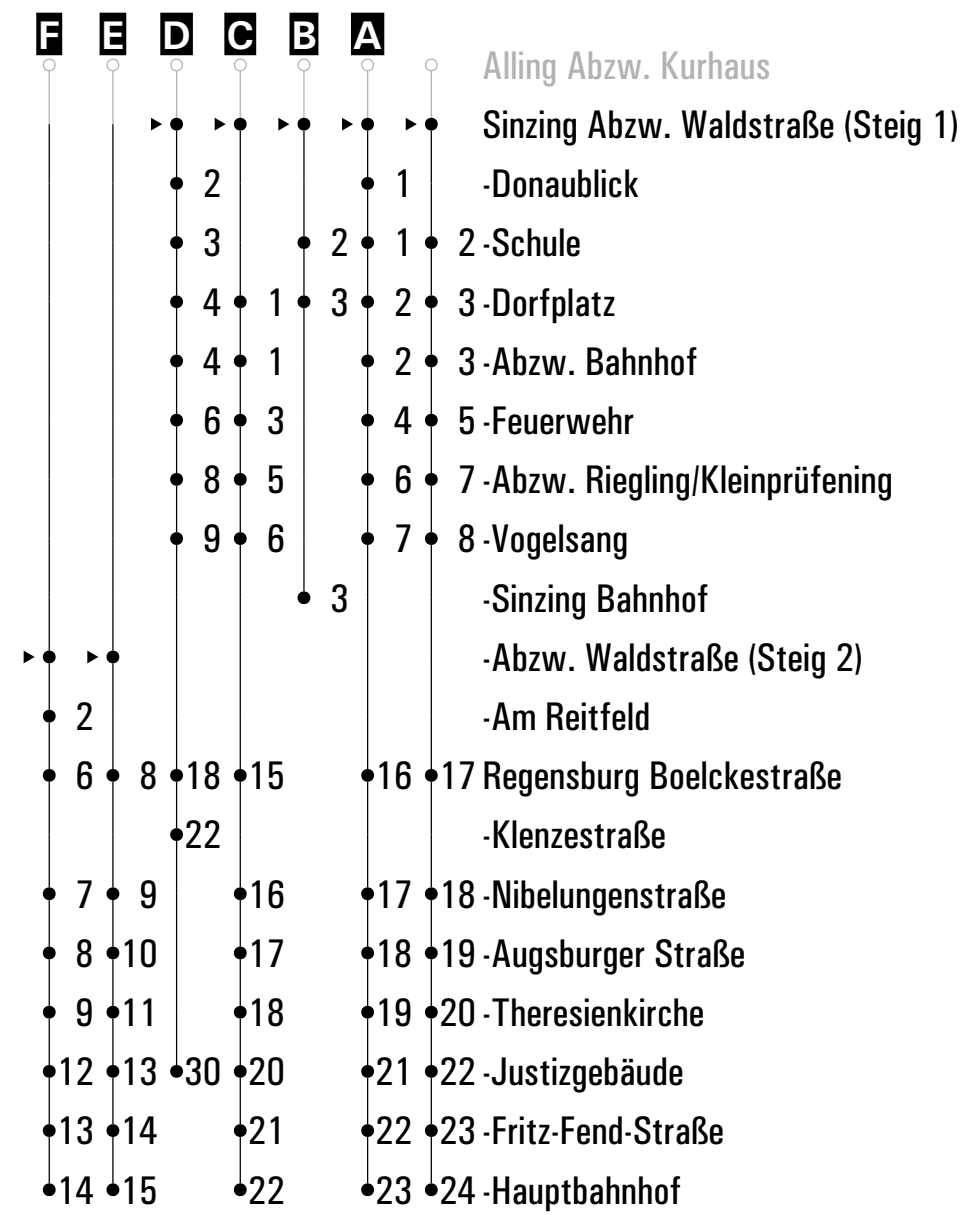 F E D C B A
Alling Abzw. Kurhaus
Sinzing Abzw. Waldstraße (Steig 1)
2 1 -Donaublick
3 2 1 2 -Schule
4 1 3 2 3 -Dorfplatz
4 1 2 3 -Abzw. Bahnhof
6 3 4 5 -Feuerwehr
8 5 6 7 -Abzw. Riegling/Kleinprüfening
9 6 7 8 -Vogelsang
3 -Sinzing Bahnhof
-Abzw. Waldstraße (Steig 2)
2 -Am Reitfeld
6 8 18 15 16 17 Regensburg Boelckestraße
22 -Klenzestraße
7 9 16 17 18 -Nibelungenstraße
8 10 17 18 19 -Augsburger Straße
9 11 18 19 20 -Theresienkirche
12 13 30 20 21 22 -Justizgebäude
13 14 21 22 23 -Fritz-Fend-Straße
14 15 22 23 24 -Hauptbahnhof